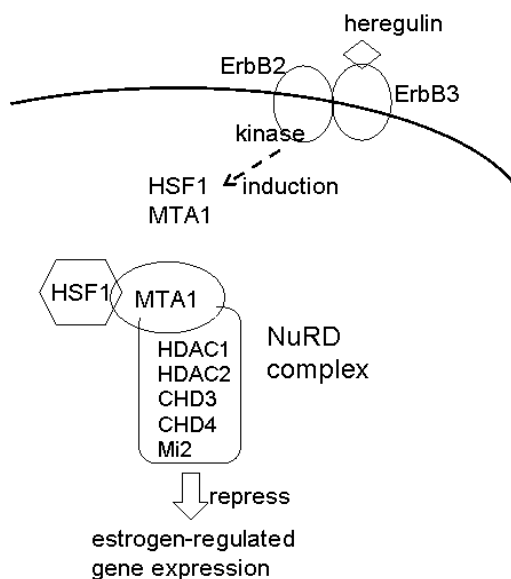 heregulin
ErbB2
ErbB3
kinase
HSF1
induction
MTA1
HSF1
MTA1
NuRD
complex
HDAC1
HDAC2
CHD3
CHD4
Mi2
repress
estrogen-regulated
gene expression